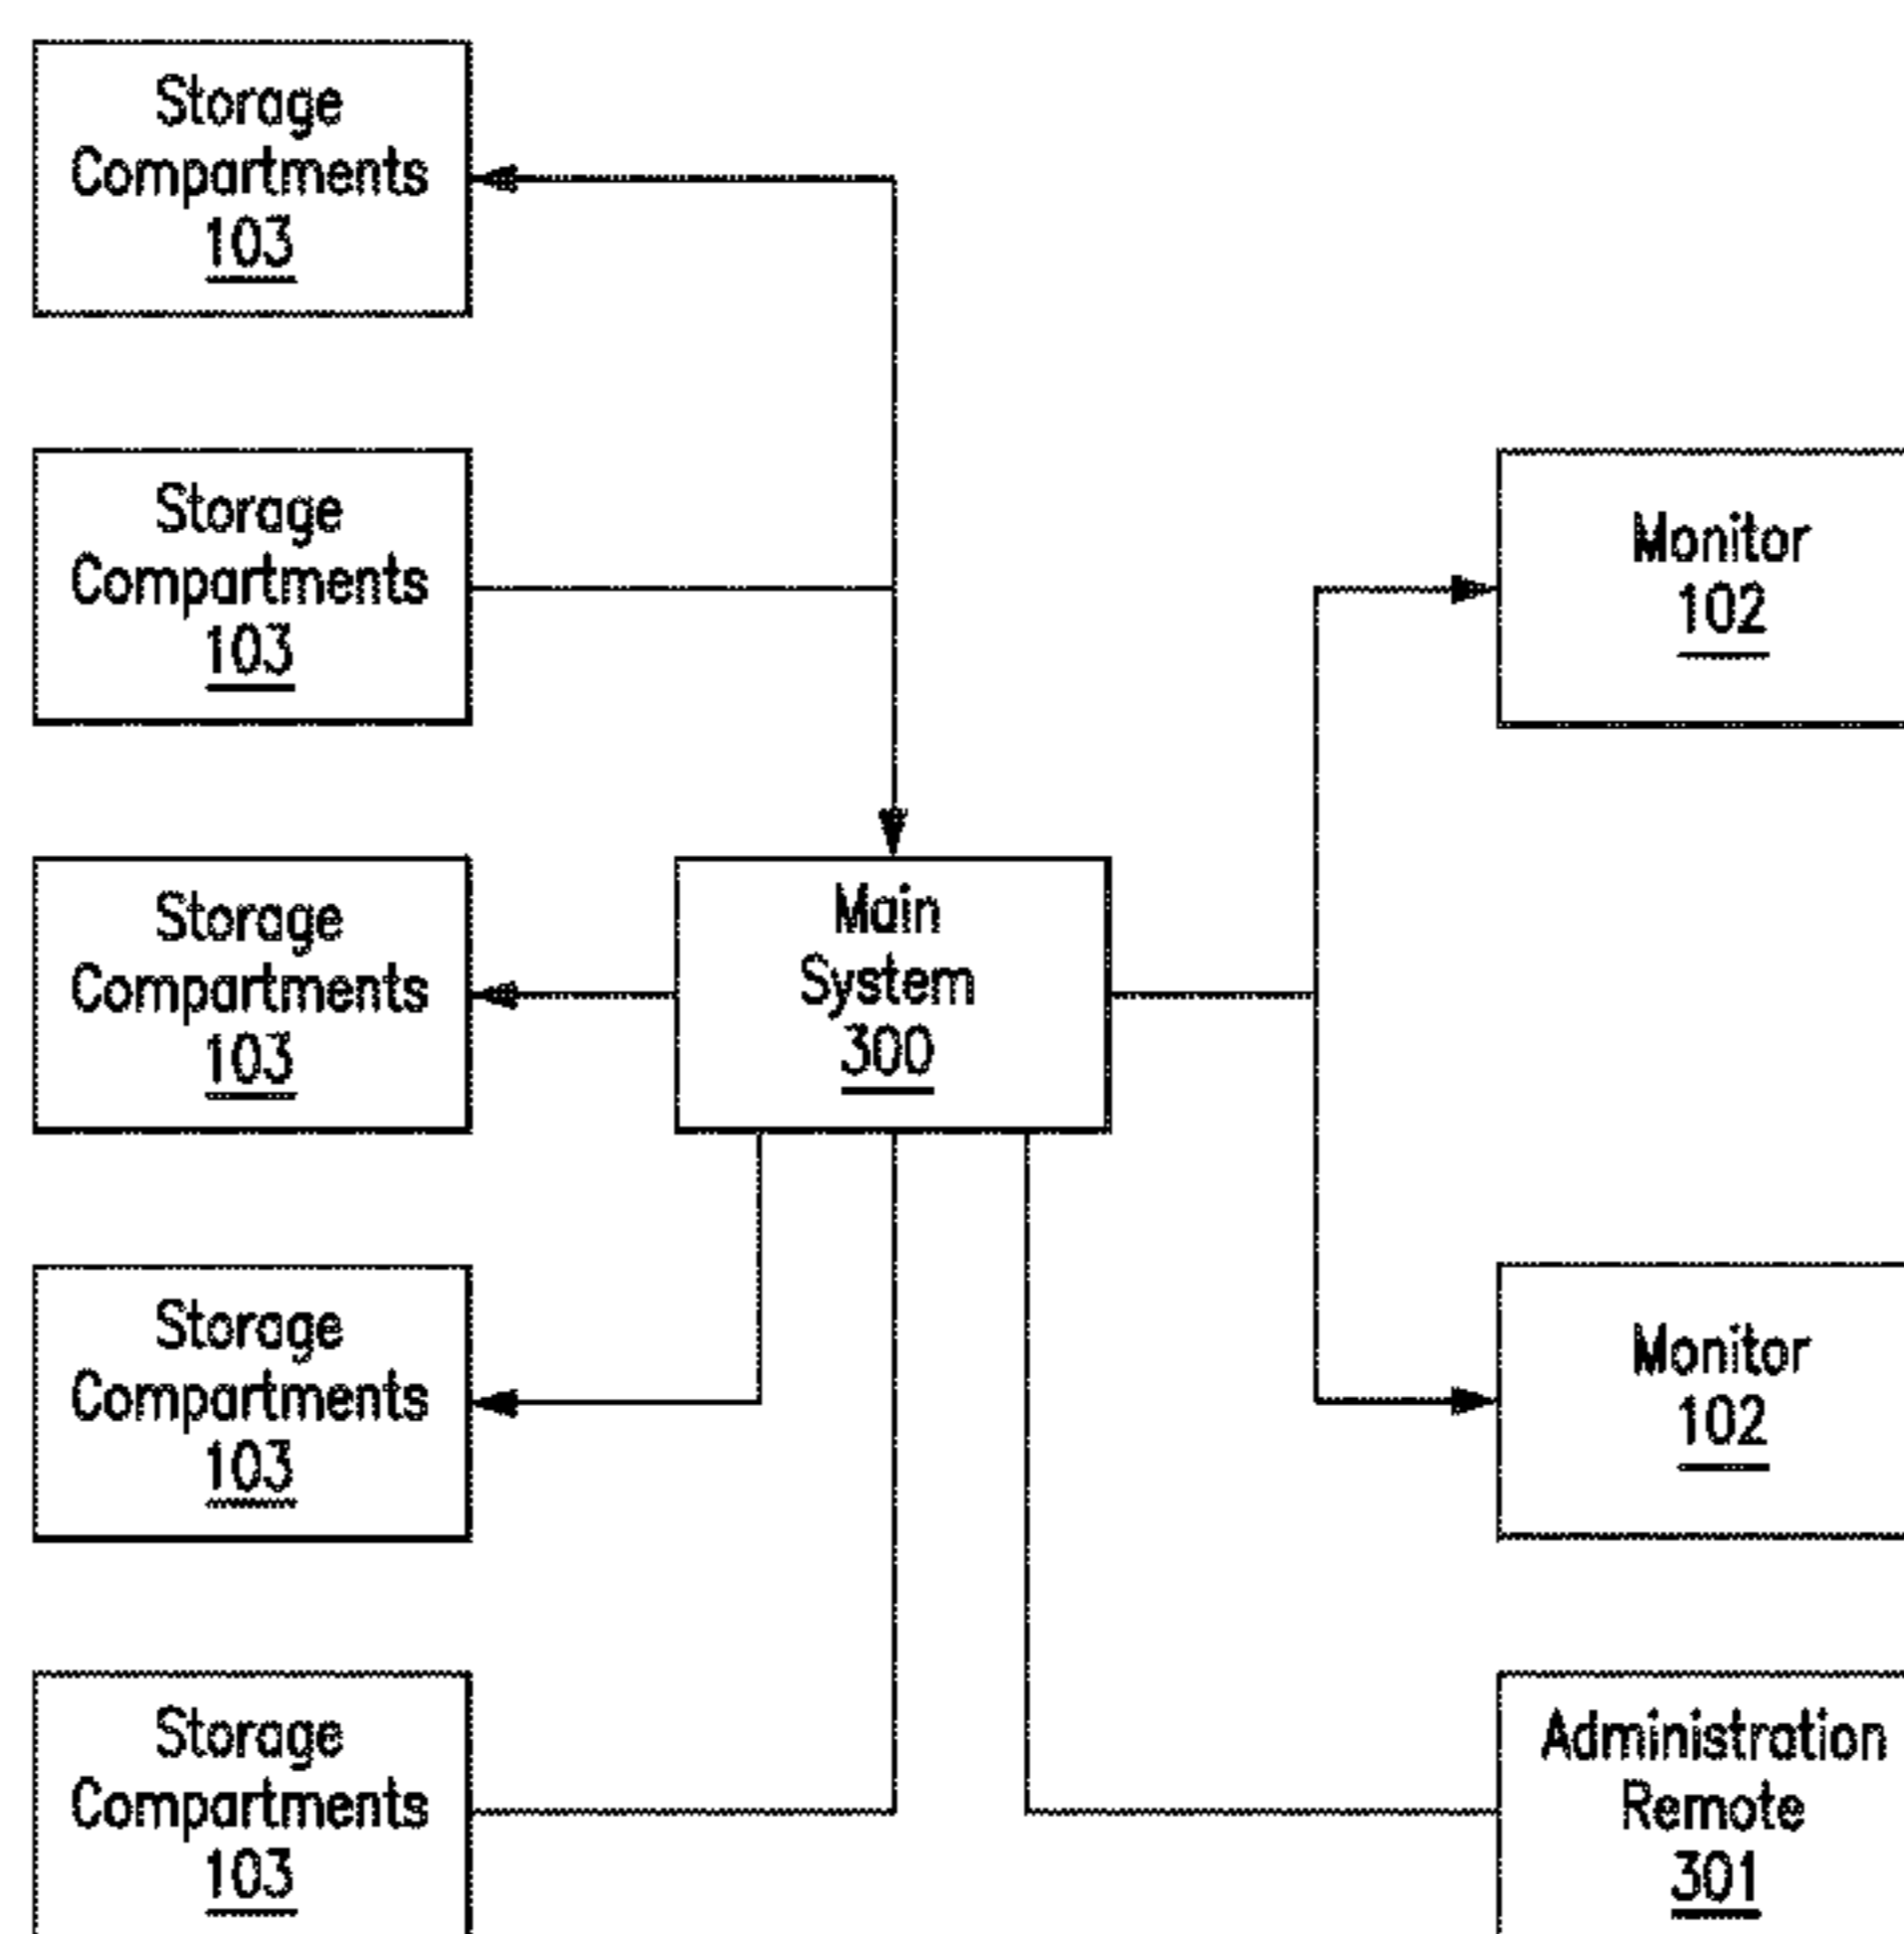 Storage
Compartments
103
Storage
Compartments
103
Monitor
102
Storage
Compartments
103
Main
System
300
Storage
Compartments
103
Monitor
102
Storage
Compartments
103
Administration
Remote
301